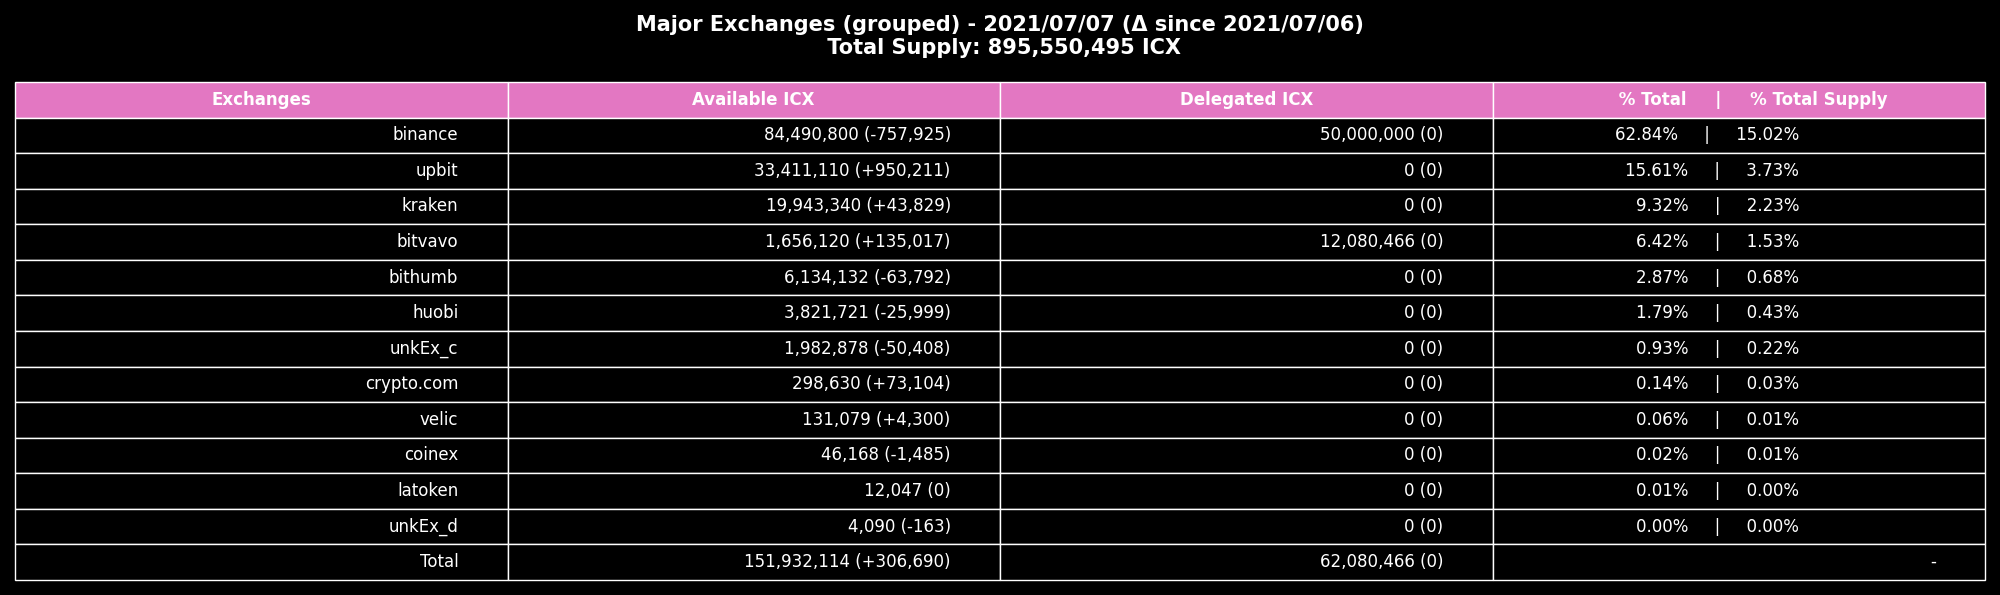 Major Exchanges (grouped) - 2021/07/07 (Δ since 2021/07/06)
Total Supply: 895,550,495 ICX
Exchanges Available ICX Delegated ICX % Total | % Total Supply
binance 84,490,800 (-757,925) 50,000,000 (0) 62.84% | 15.02%
upbit 33,411,110 (+950,211) 0 (0) 15.61% | 3.73%
kraken 19,943,340 (+43,829) 0 (0) 9.32% | 2.23%
bitvavo 1,656,120 (+135,017) 12,080,466 (0) 6.42% | 1.53%
bithumb 6,134,132 (-63,792) 0 (0) 2.87% | 0.68%
huobi 3,821,721 (-25,999) 0 (0) 1.79% | 0.43%
unkEx_c 1,982,878 (-50,408) 0 (0) 0.93% | 0.22%
crypto.com 298,630 (+73,104) 0 (0) 0.14% | 0.03%
velic 131,079 (+4,300) 0 (0) 0.06% | 0.01%
coinex 46,168 (-1,485) 0 (0) 0.02% | 0.01%
latoken 12,047 (0) 0 (0) 0.01% | 0.00%
unkEx_d 4,090 (-163) 0 (0) 0.00% | 0.00%
Total 151,932,114 (+306,690) 62,080,466 (0) -